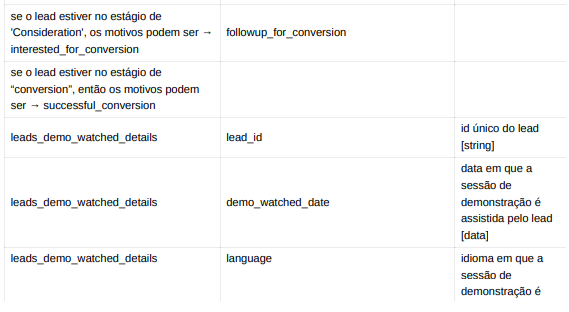 se o lead estiver no estágio de
'Consideration', os motivos podem ser →
interested_for_conversion
followup_for_conversion
se o lead estiver no estágio de
“conversion”, então os motivos podem
ser → successful_conversion
leads_demo_watched_details
lead_id
id único do lead
[string]
leads_demo_watched_details
demo_watched_date
data em que a
sessão de
demonstração é
assistida pelo lead
[data]
leads_demo_watched_details
language
idioma em que a
sessão de
demonstração é